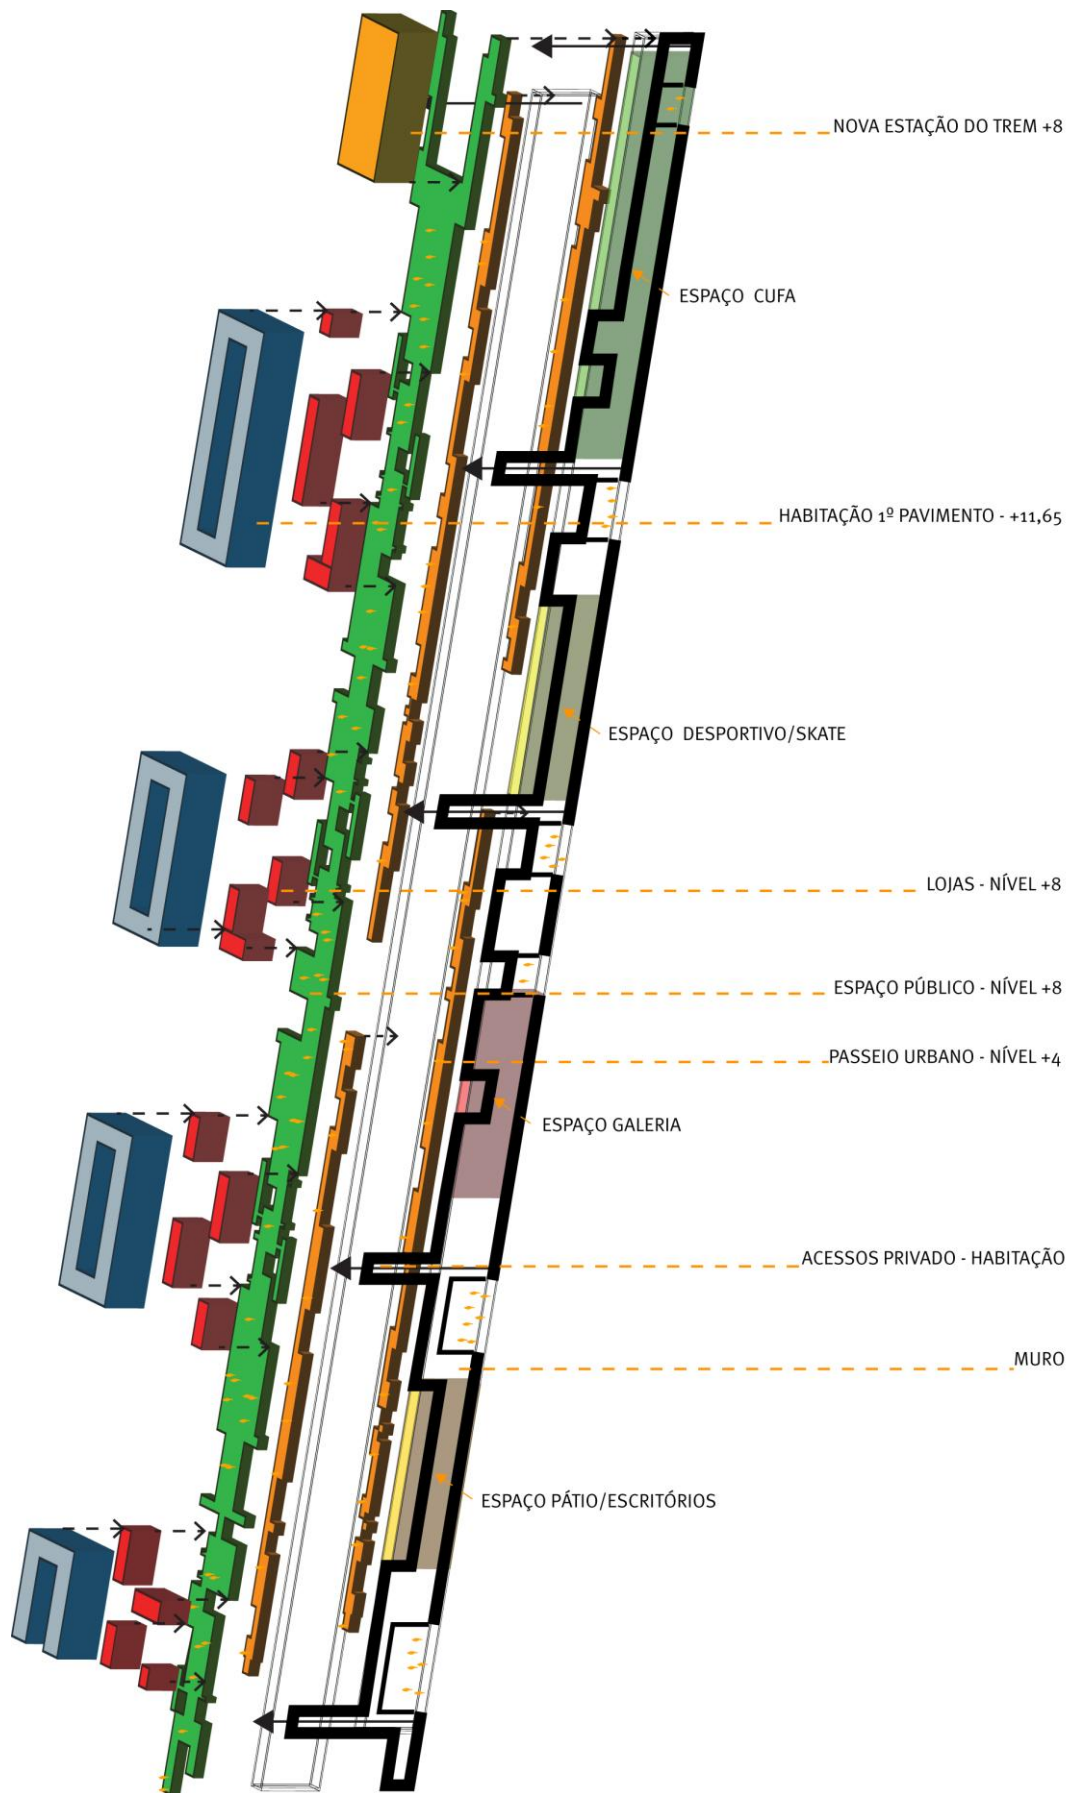 NOVA ESTAÇÃO DO TREM +8
ESPAÇO CUFA
HABITAÇÃO 1º PAVIMENTO - +11,65
ESPAÇO DESPORTIVO/SKATE
LOJAS - NÍVEL +8
ESPAÇO PÚBLICO - NÍVEL +8
PASSEIO URBANO - NÍVEL +4
ESPAÇO GALERIA
ACESSOS PRIVADO - HABITAÇÃO
MURO
ESPAÇO PÁTIO/ESCRITÓRIOS